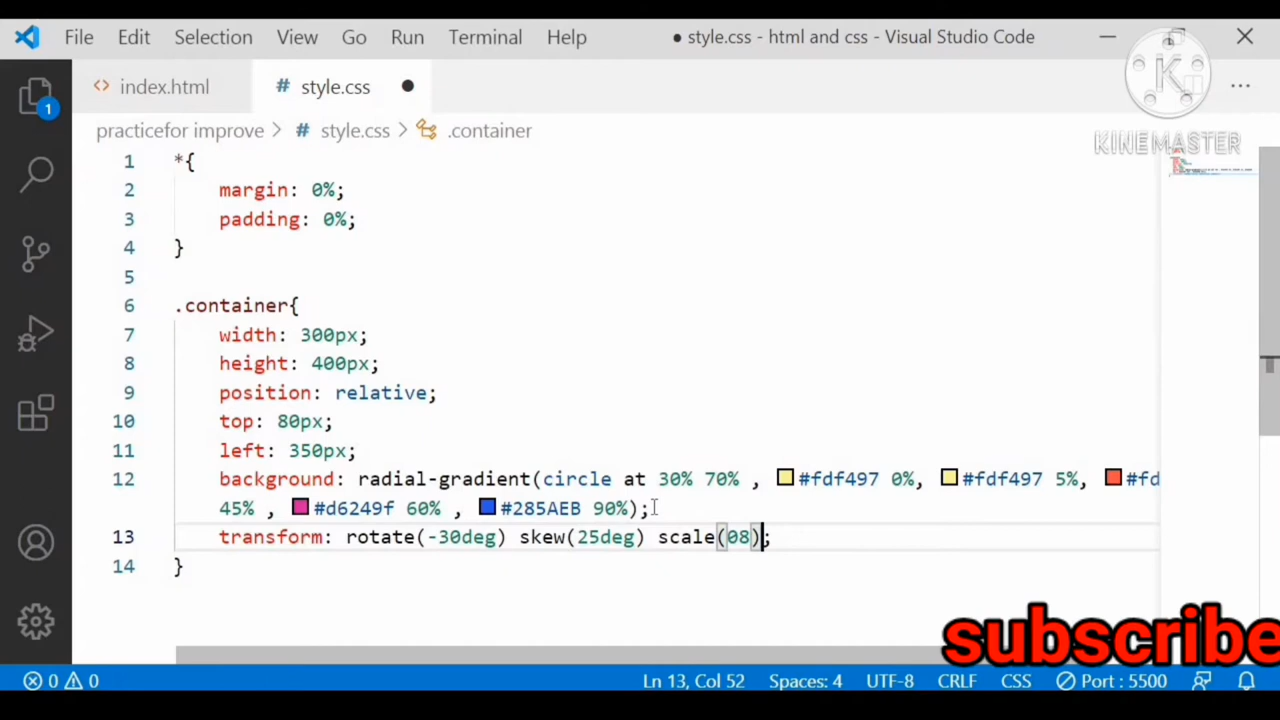 File Edit Selection View Go Run Terminal Help ● style.css - html and css - Visual Studio Code
K
KINEMASTER
<> index.html # style.css ●
1
practicefor improve > # style.css > .container
1 *{
2 margin: 0%;
3 padding: 0%;
4 }
5
6 .container{
7 width: 300px;
8 height: 400px;
9 position: relative;
10 top: 80px;
11 left: 350px;
12 background: radial-gradient(circle at 30% 70% , #fdf497 0%, #fdf497 5%, #fd
45% , #d6249f 60% , #285AEB 90%);
13 transform: rotate(-30deg) skew(25deg) scale(08);
14 }
subscribe
0 0 Ln 13, Col 52 Spaces: 4 UTF-8 CRLF CSS Port : 5500